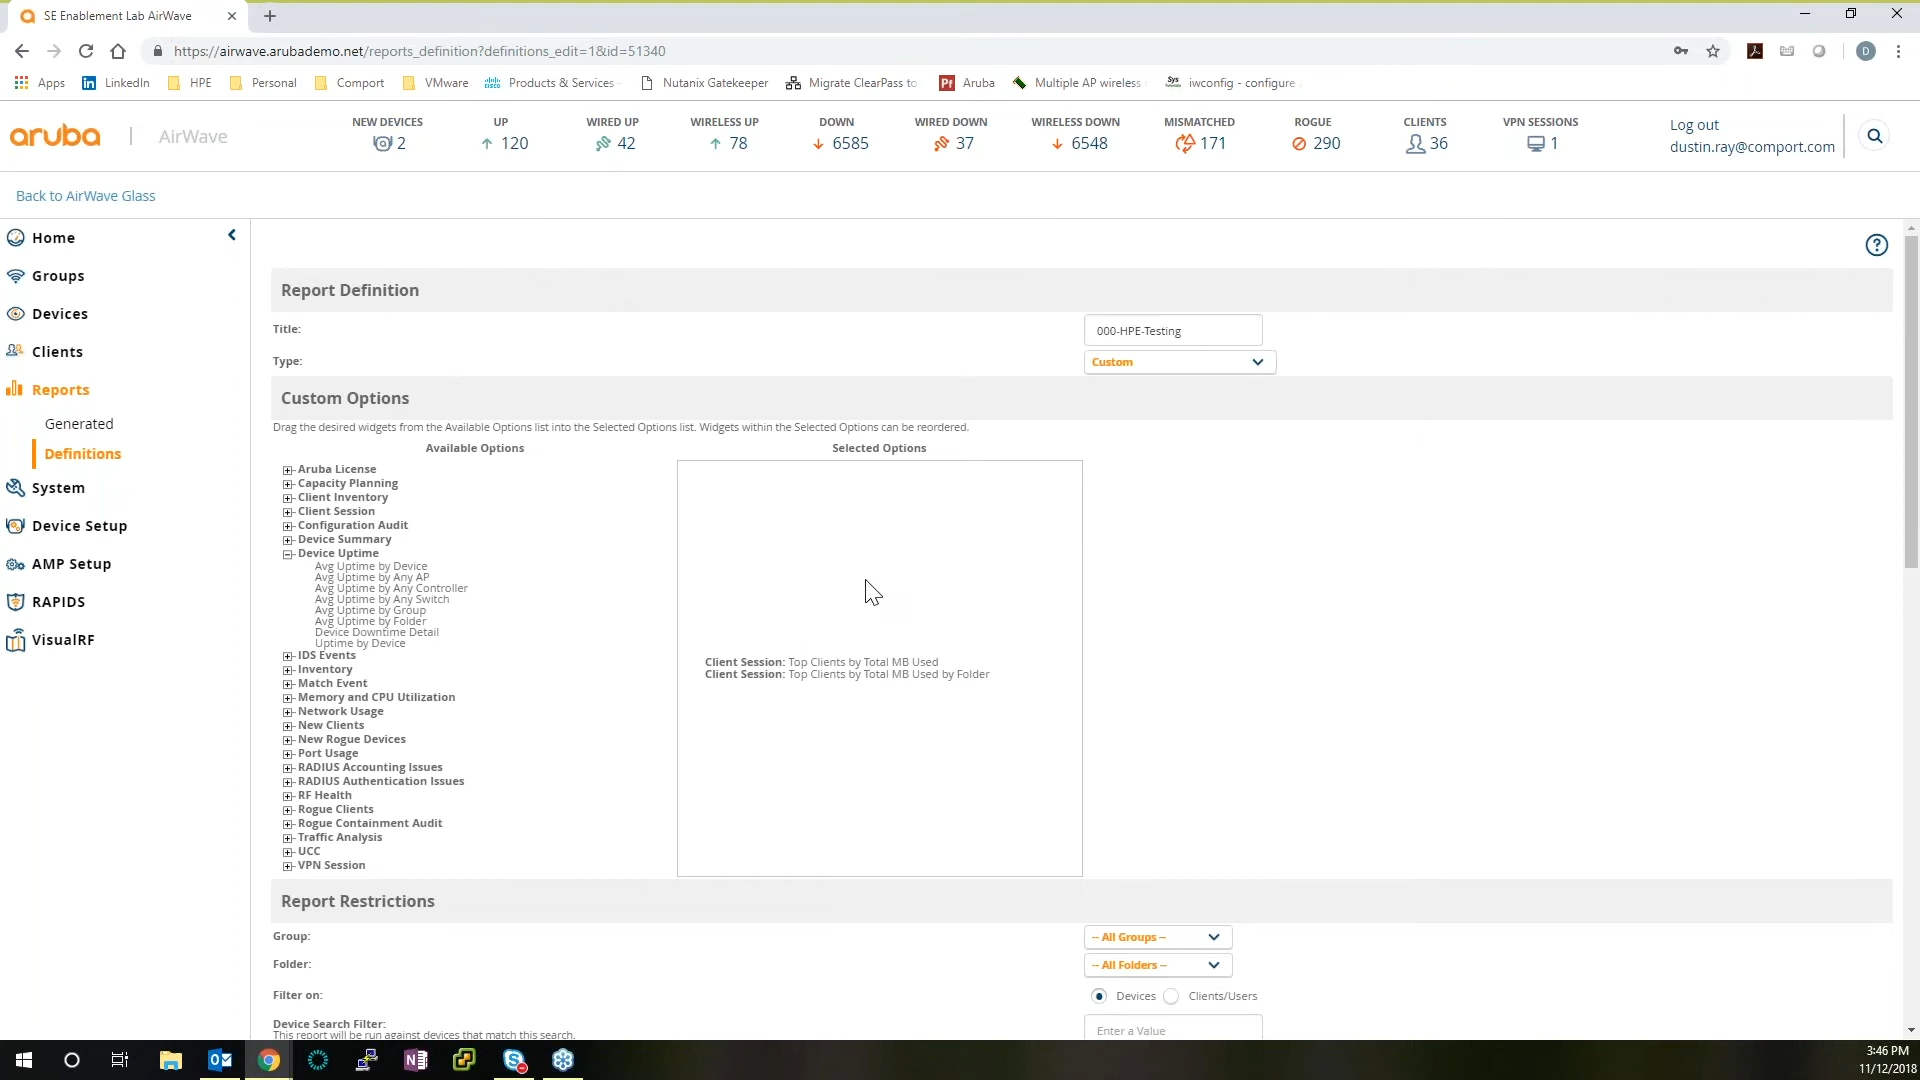 SE Enablement Lab AirWave
https://airwave.arubademo.net/reports_definition?definitions_edit=1&id=51340
D
Apps LinkedIn HPE Personal Comport VMware Products & Services Nutanix Gatekeeper Migrate ClearPass to Aruba Multiple AP wireless iwconfig - configure
aruba | AirWave
NEW DEVICES UP WIRED UP WIRELESS UP DOWN WIRED DOWN WIRELESS DOWN MISMATCHED ROGUE CLIENTS VPN SESSIONS
2 120 42 78 6585 37 6548 171 290 36 1
Log out
dustin.ray@comport.com
Back to AirWave Glass
Home
Groups
Devices
Clients
Reports
Generated
Definitions
System
Device Setup
AMP Setup
RAPIDS
VisualRF
Report Definition
Title: 000-HPE-Testing
Type: Custom
Custom Options
Drag the desired widgets from the Available Options list into the Selected Options list. Widgets within the Selected Options can be reordered.
Available Options Selected Options
Aruba License
Capacity Planning
Client Inventory
Client Session
Configuration Audit
Device Summary
Device Uptime
Avg Uptime by Device
Avg Uptime by Any AP
Avg Uptime by Any Controller
Avg Uptime by Any Switch
Avg Uptime by Group
Avg Uptime by Folder
Device Downtime Detail
Uptime by Device
IDS Events
Inventory
Match Event
Memory and CPU Utilization
Network Usage
New Clients
New Rogue Devices
Port Usage
RADIUS Accounting Issues
RADIUS Authentication Issues
RF Health
Rogue Clients
Rogue Containment Audit
Traffic Analysis
UCC
VPN Session
Client Session: Top Clients by Total MB Used
Client Session: Top Clients by Total MB Used by Folder
Report Restrictions
Group: -- All Groups --
Folder: -- All Folders --
Filter on: Devices Clients/Users
Device Search Filter: Enter a Value
This report will be run against devices that match this search.
3:46 PM
11/12/2018